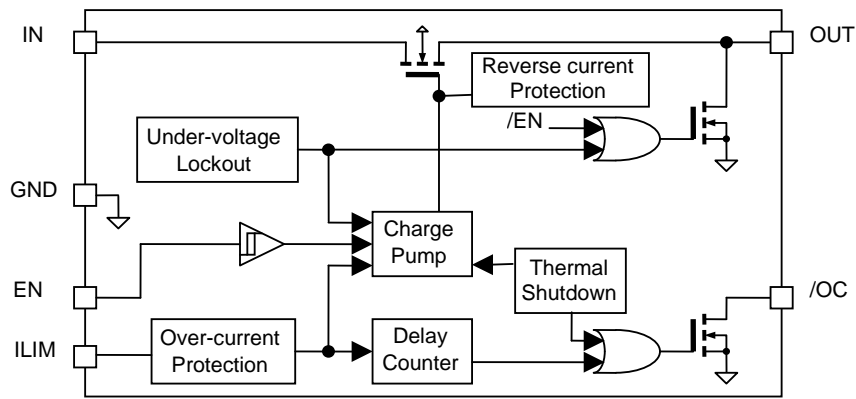 IN
OUT
Reverse current
Protection
/EN
Under-voltage
Lockout
GND
Charge
Pump
Thermal
Shutdown
EN
/OC
ILIM
Over-current
Protection
Delay
Counter